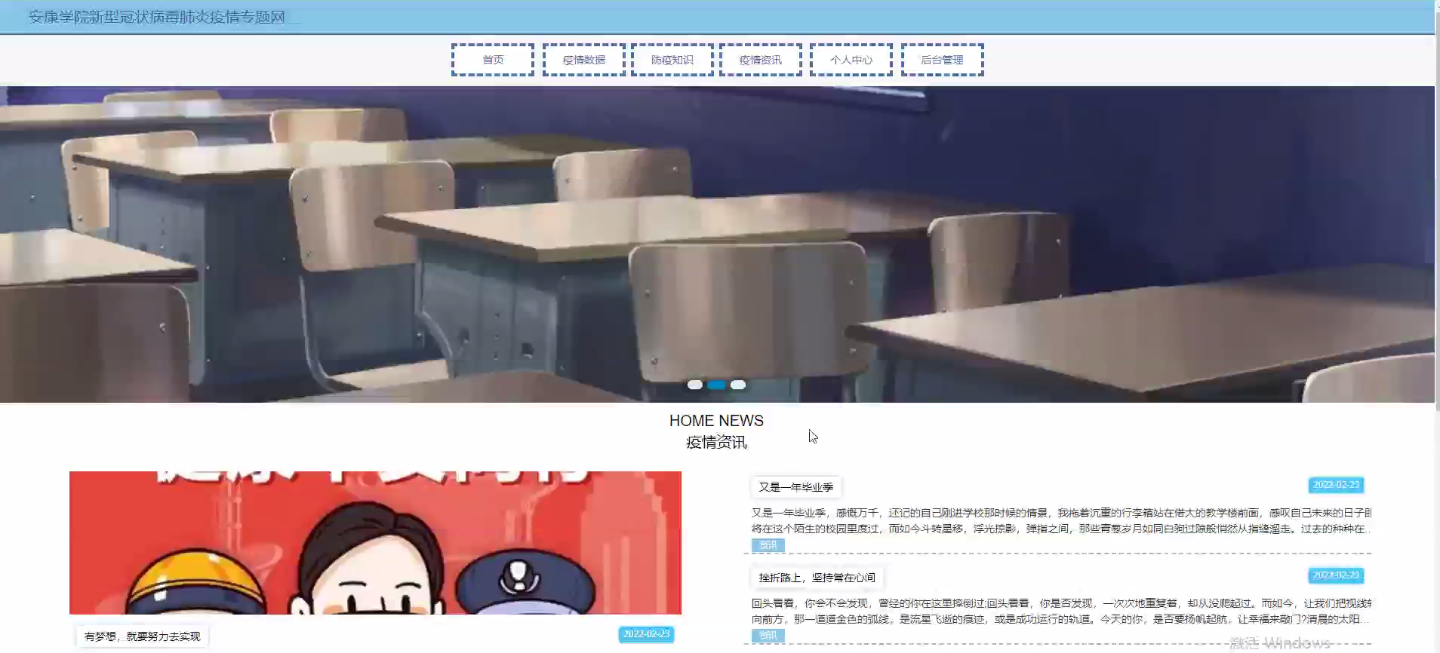 安康学院新型冠状病毒肺炎疫情专题网
首页 疫情数据 防疫知识 疫情资讯 个人中心 后台管理
HOME NEWS
疫情资讯
有梦想，就要努力去实现 2022-02-23
又是一年毕业季 2022-02-23
又是一年毕业季，感慨万千，还记的自己刚进学校那时候的情景，我拖着沉重的行李箱站在偌大的教学楼前面，感叹自己未来的日子即
将在这个陌生的校园里度过，而如今斗转星移，浮光掠影，弹指之间，那些青葱岁月如同白驹过隙般悄然从指缝溜走。过去的种种在...
资讯
挫折路上，坚持常在心间 2022-02-23
回头看看，你会不会发现，曾经的你在这里摔倒过;回头看看，你是否发现，一次次地重复着，却从没爬起过。而如今，让我们把视线转
向前方，那一道道金色的弧线。是流星飞逝的痕迹，或是成功运行的轨道。今天的你，是否要扬帆起航，让幸福来敲门?清晨的太阳...
资讯
激活 Windows